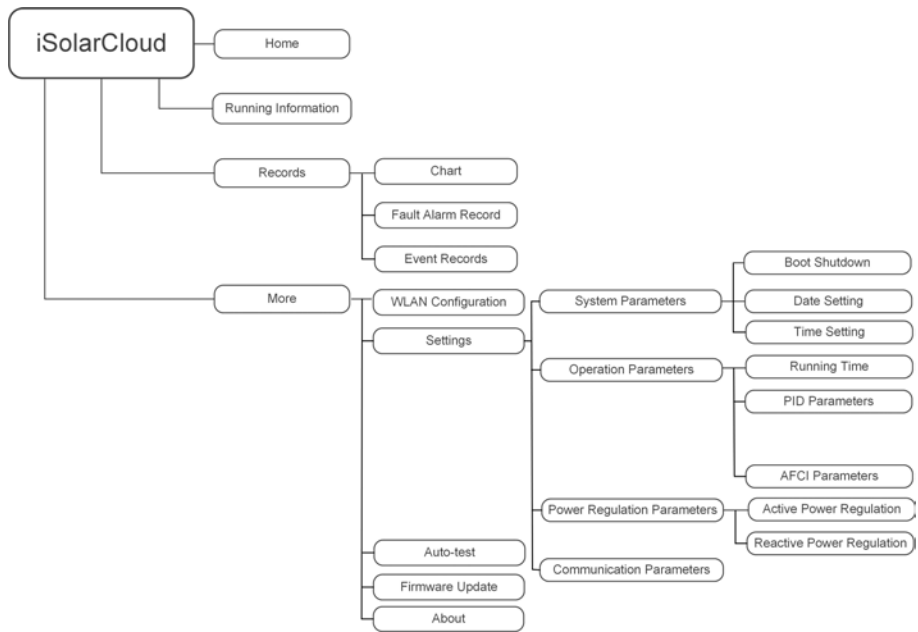 iSolarCloud
Home
Running Information
Records
Chart
Fault Alarm Record
Event Records
More
WLAN Configuration
Settings
System Parameters
Boot Shutdown
Date Setting
Time Setting
Operation Parameters
Running Time
PID Parameters
AFCI Parameters
Power Regulation Parameters
Active Power Regulation
Reactive Power Regulation
Communication Parameters
Auto-test
Firmware Update
About